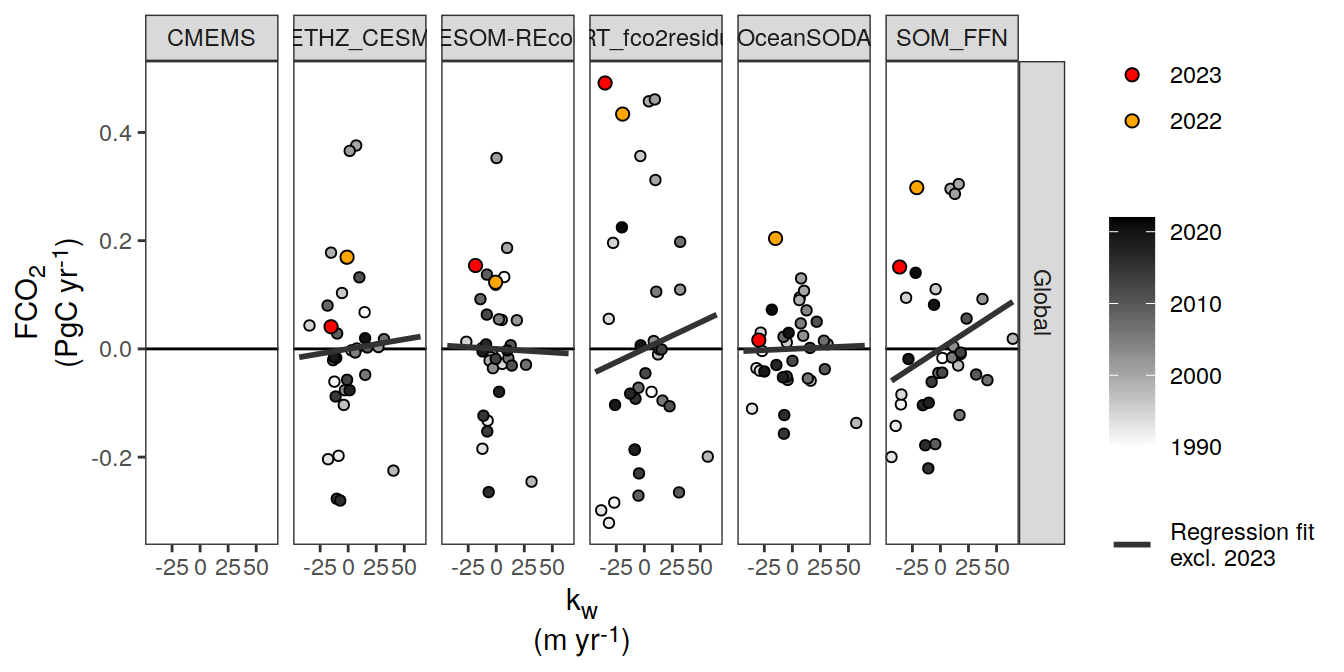 CMEMS
ETHZ_CESM
ESOM-REco
RT_fco2residu
OceanSODA
SOM_FFN
Global
FCO2
(PgC yr-1)
0.4
0.2
0.0
-0.2
-25 0 25 50
-25 0 25 50
-25 0 25 50
-25 0 25 50
-25 0 25 50
-25 0 25 50
kw
(m yr-1)
2023
2022
2020
2010
2000
1990
Regression fit
excl. 2023